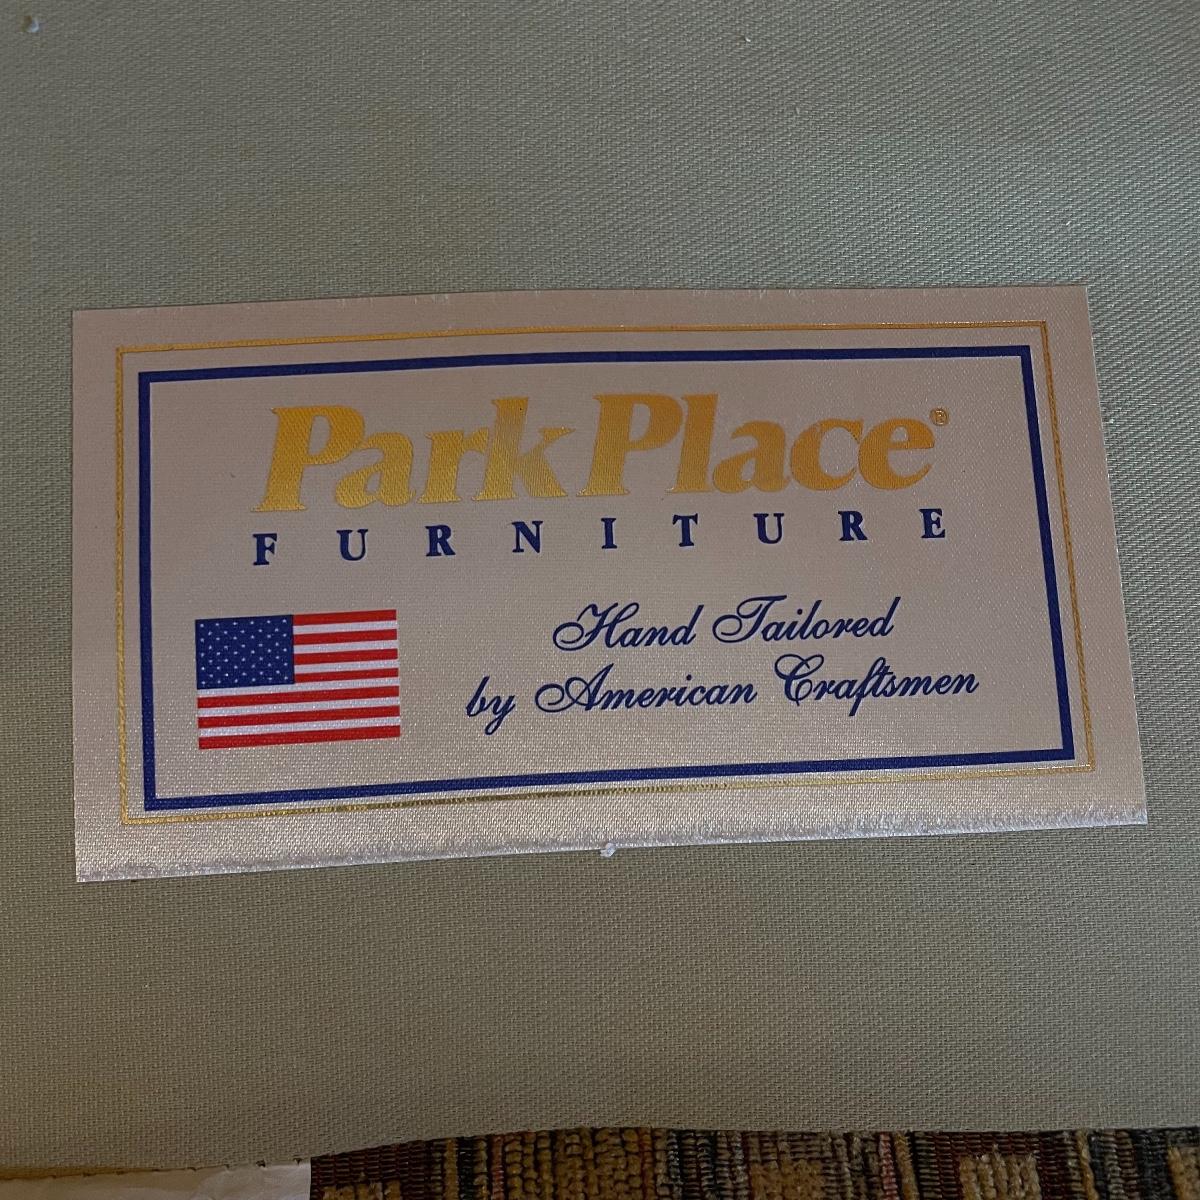 Park Place®
FURNITURE
Hand Tailored
by American Craftsmen